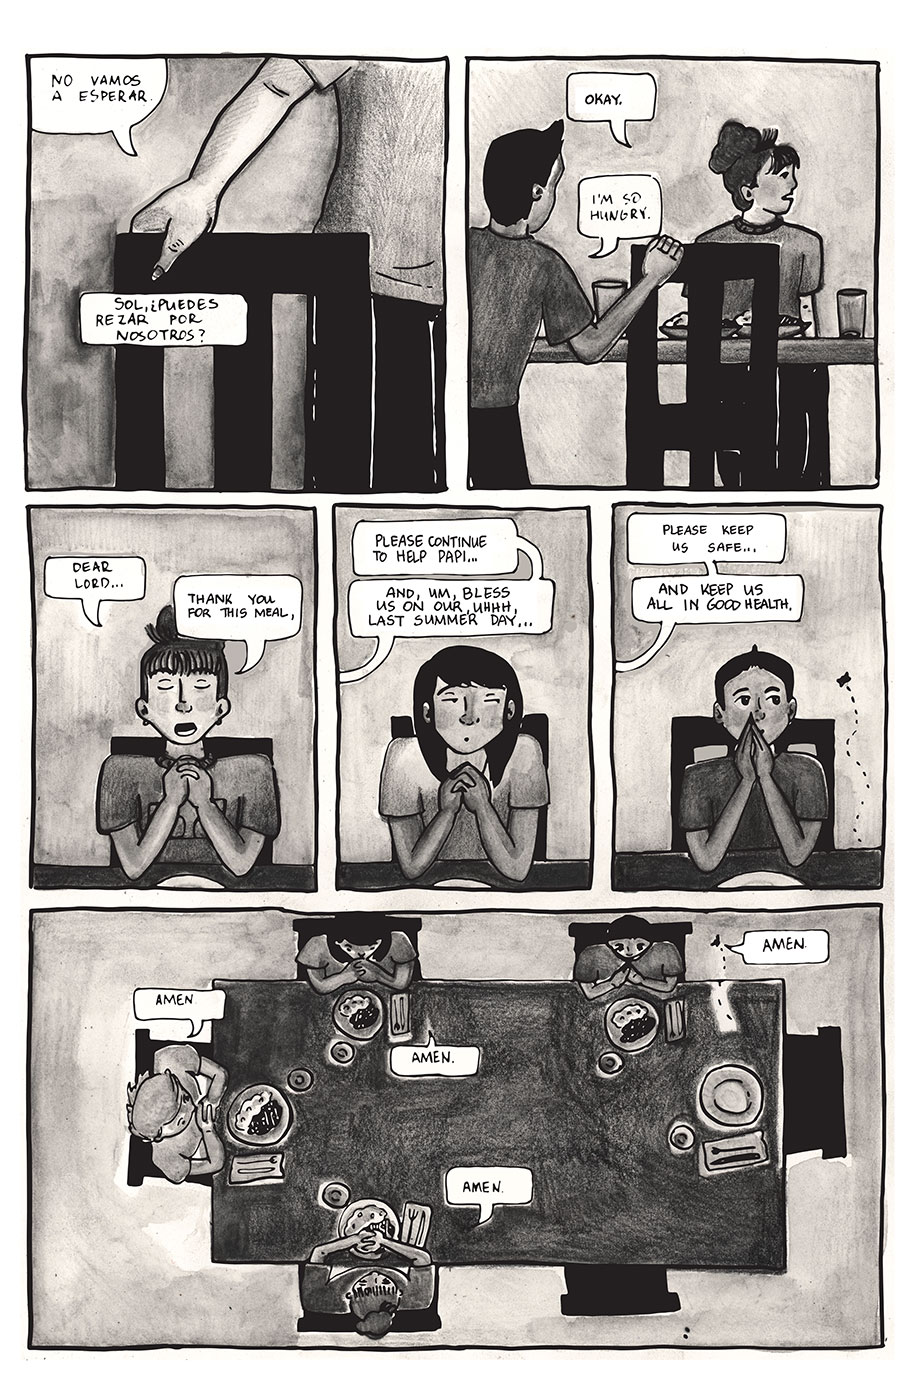 NO VAMOS
A ESPERAR.
SOL,¿PUEDES
REZAR POR
NOSOTROS?
OKAY.
I'M SO
HUNGRY.
DEAR
LORD...
THANK YOU
FOR THIS MEAL,
PLEASE CONTINUE
TO HELP PAPI...
AND, UM, BLESS
US ON OUR, UHHH,
LAST SUMMER DAY...
PLEASE KEEP
US SAFE...
AND KEEP US
ALL IN GOOD HEALTH.
AMEN.
AMEN
AMEN.
AMEN.